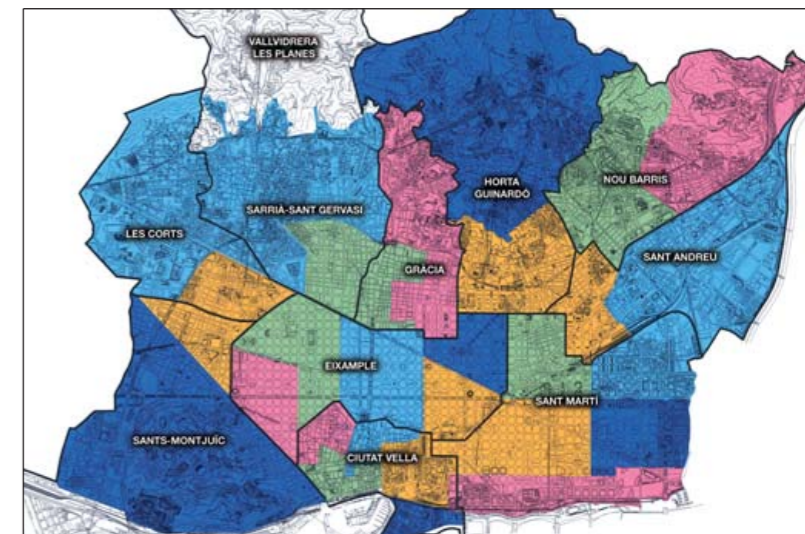 VALLVIDRERA
LES PLANES
HORTA
GUINARDÓ
NOU BARRIS
SARRIÀ-SANT GERVASI
LES CORTS
GRÀCIA
SANT ANDREU
EIXAMPLE
SANT MARTÍ
SANTS-MONTJUÏC
CIUTAT VELLA